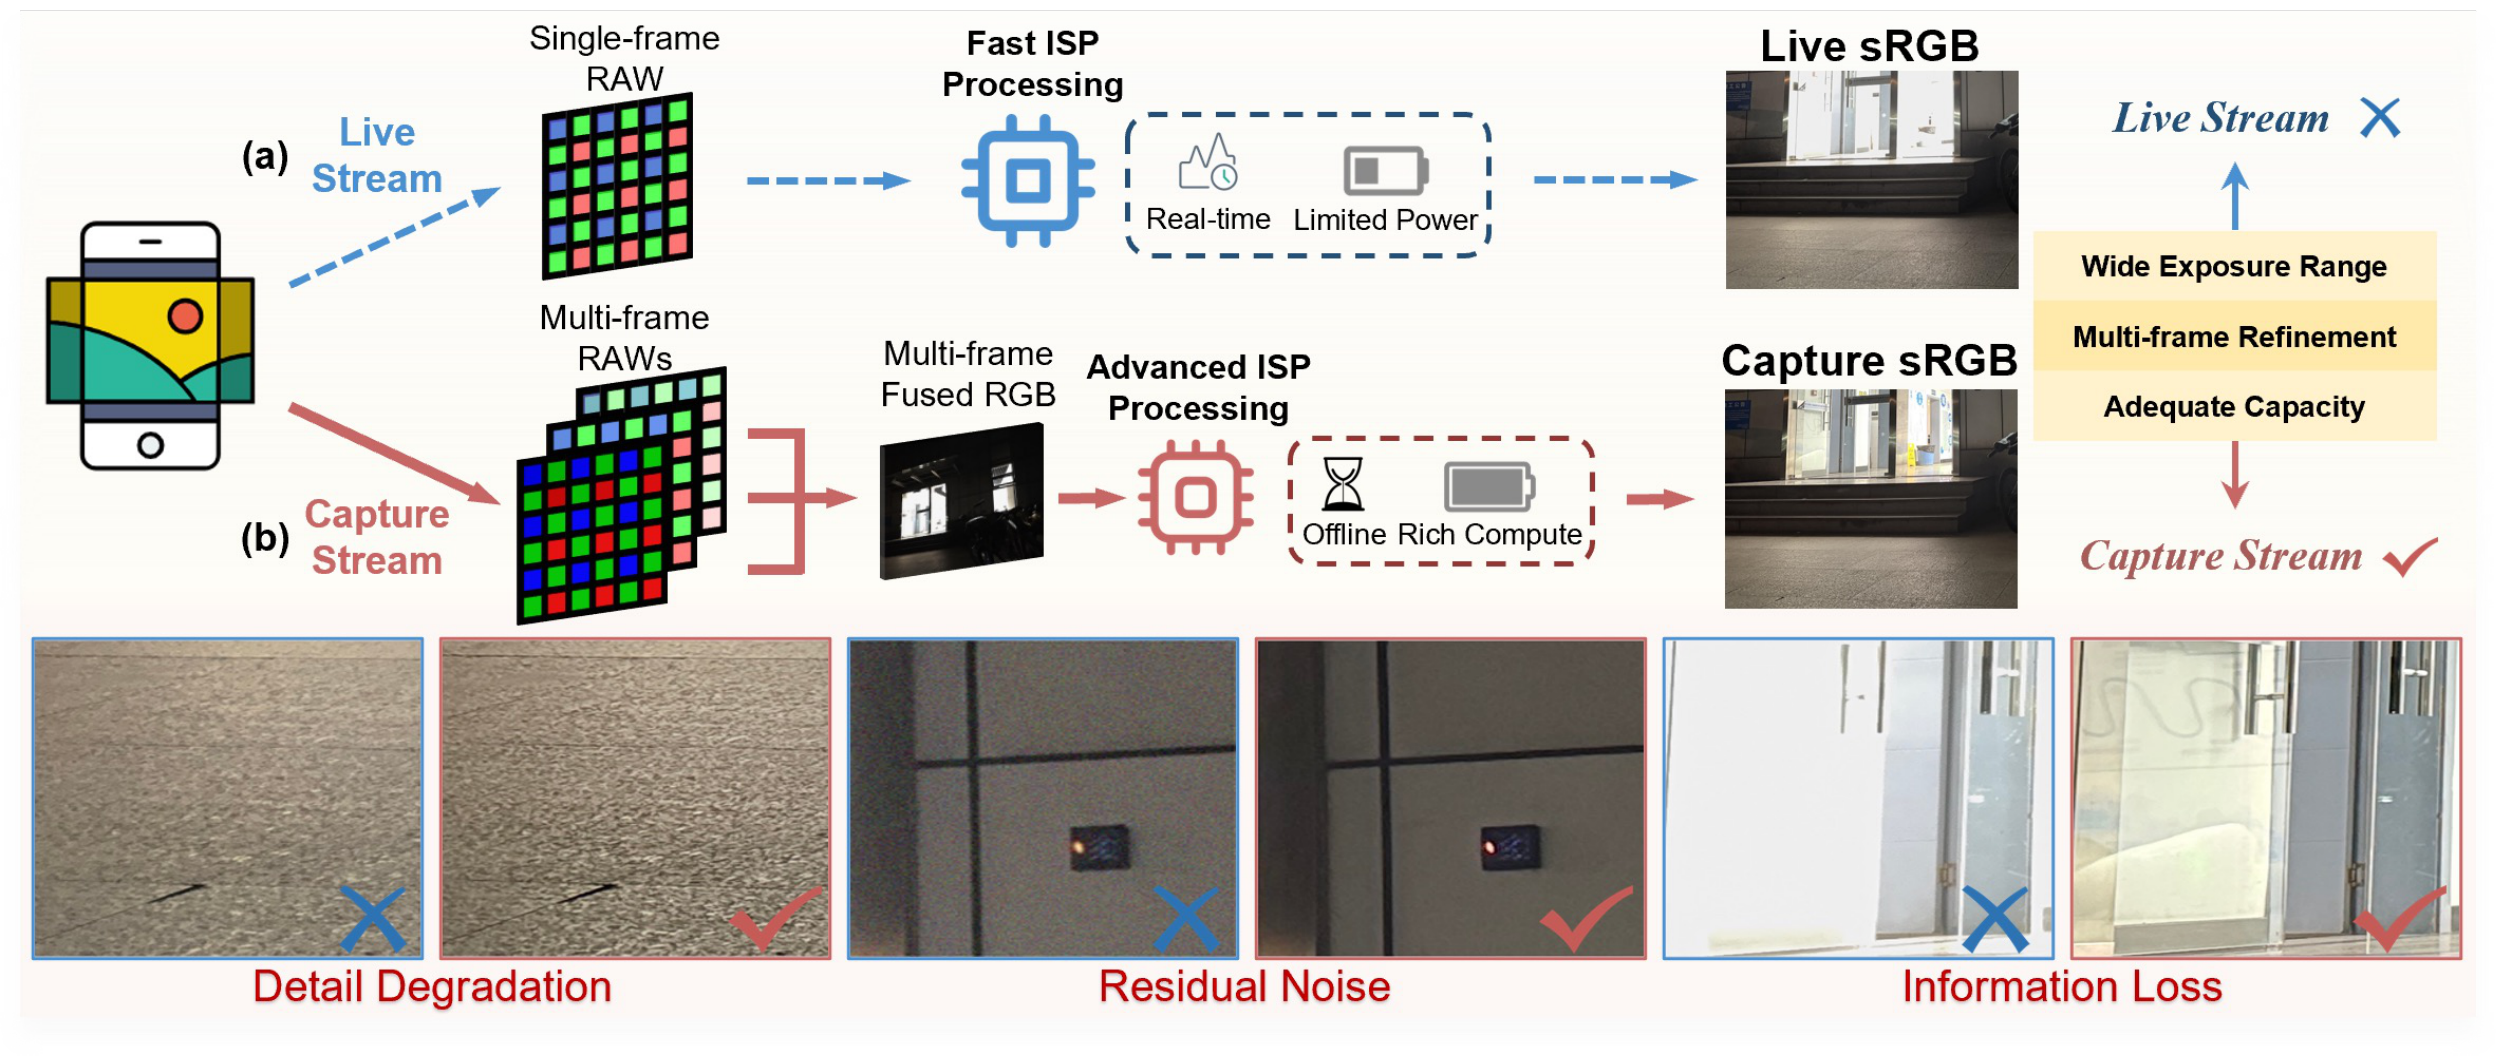 (a)
Live
Stream
Single-frame
RAW
Fast ISP
Processing
Real-time
Limited Power
Live sRGB
Live Stream
Wide Exposure Range
Multi-frame Refinement
Adequate Capacity
(b)
Capture
Stream
Multi-frame
RAWs
Multi-frame
Fused RGB
Advanced ISP
Processing
Offline
Rich Compute
Capture sRGB
Capture Stream
Detail Degradation
Residual Noise
Information Loss